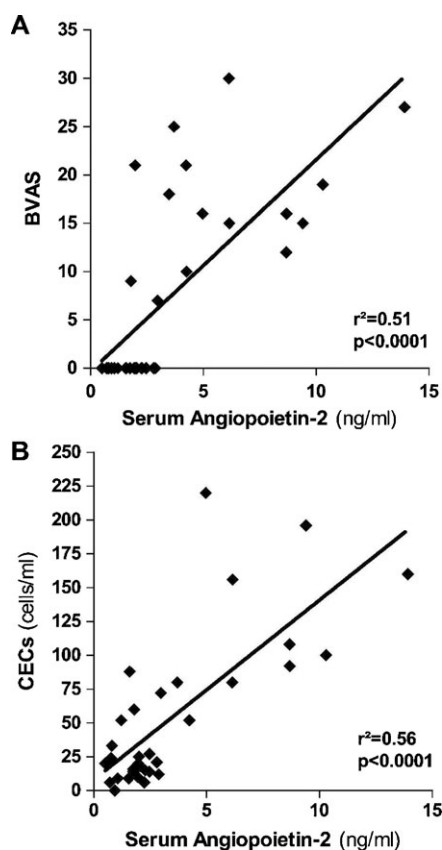 A
35
30
25
20
15
10
5
0
BVAS
r²=0.51
p<0.0001
0 5 10 15
Serum Angiopoietin-2 (ng/ml)
B
250
225
200
175
150
125
100
75
50
25
0
CECs (cells/ml)
r²=0.56
p<0.0001
0 5 10 15
Serum Angiopoietin-2 (ng/ml)